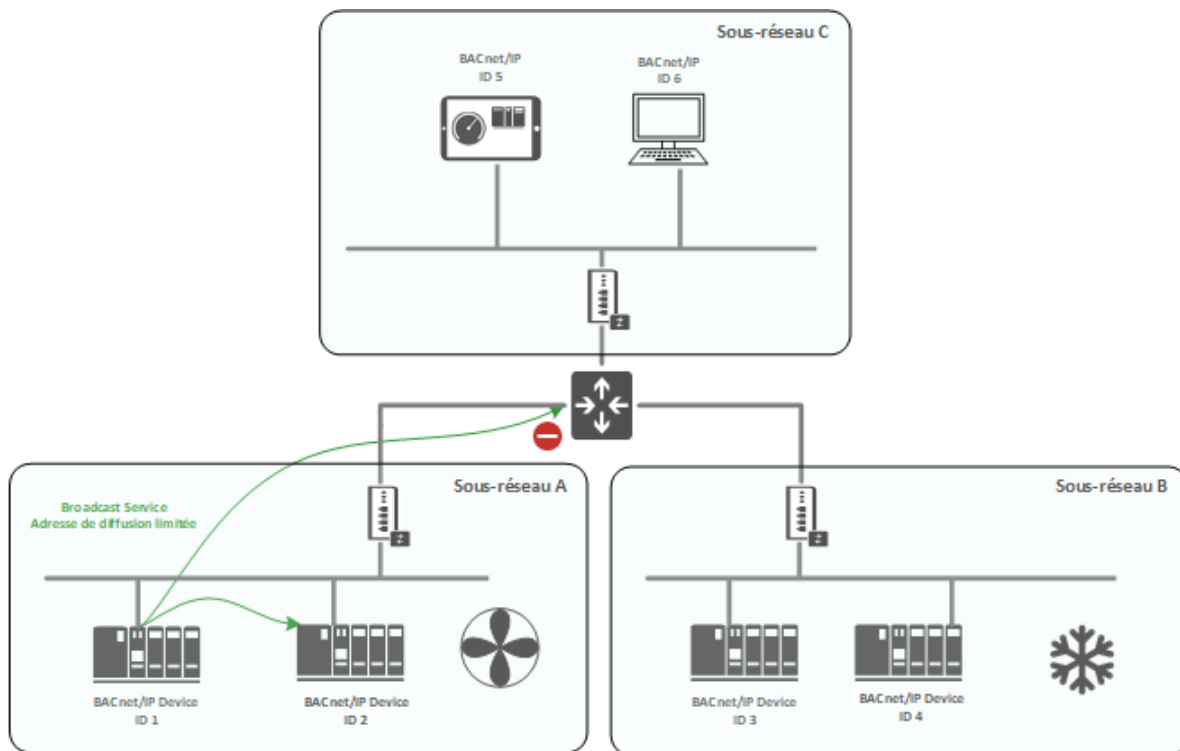 Sous-réseau C
BACnet/IP
ID 5
BACnet/IP
ID 6
Sous-réseau A
Broadcast Service
Adresse de diffusion limitée
BACnet/IP Device
ID 1
BACnet/IP Device
ID 2
Sous-réseau B
BACnet/IP Device
ID 3
BACnet/IP Device
ID 4